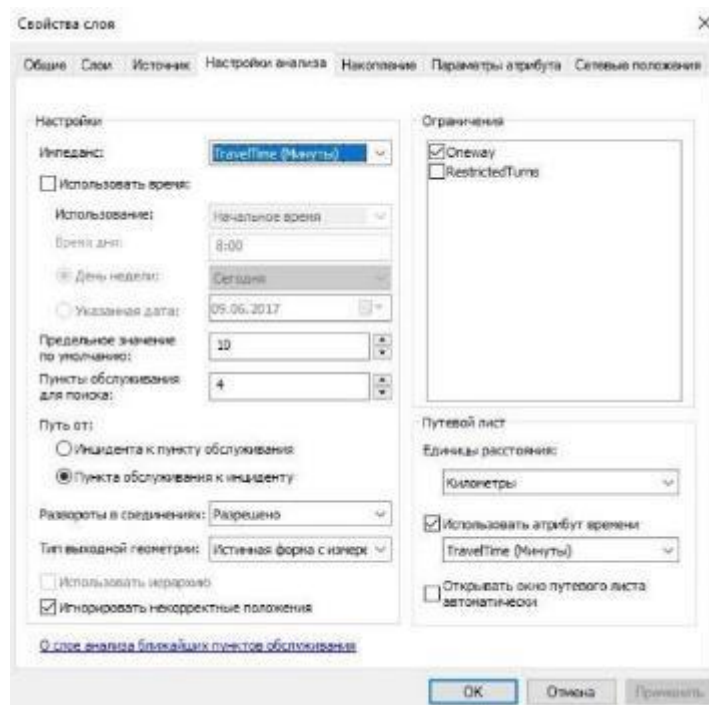 Свойства слоя
Общие Слои Источник Настройки анализа Накопление Параметры атрибута Сетевые положения
Настройки
Импеданс: TravelTime (Минуты)
Использовать время:
Использование: Начальное время
Время дня: 8:00
День недели: Сегодня
Указанная дата: 09.06.2017
Предельное значение по умолчанию: 10
Пункты обслуживания для поиска: 4
Путь от:
Инцидента к пункту обслуживания
Пункта обслуживания к инциденту
Развороты в соединениях: Разрешено
Тип выходной геометрии: Истинная форма с измере
Использовать иерархию
Игнорировать некорректные положения
О слое анализа ближайших пунктов обслуживания
Ограничения
Oneway
RestrictedTurns
Путевой лист
Единицы расстояния:
Километры
Использовать атрибут времени
TravelTime (Минуты)
Открывать окно путевого листа
автоматически
OK Отмена Применить